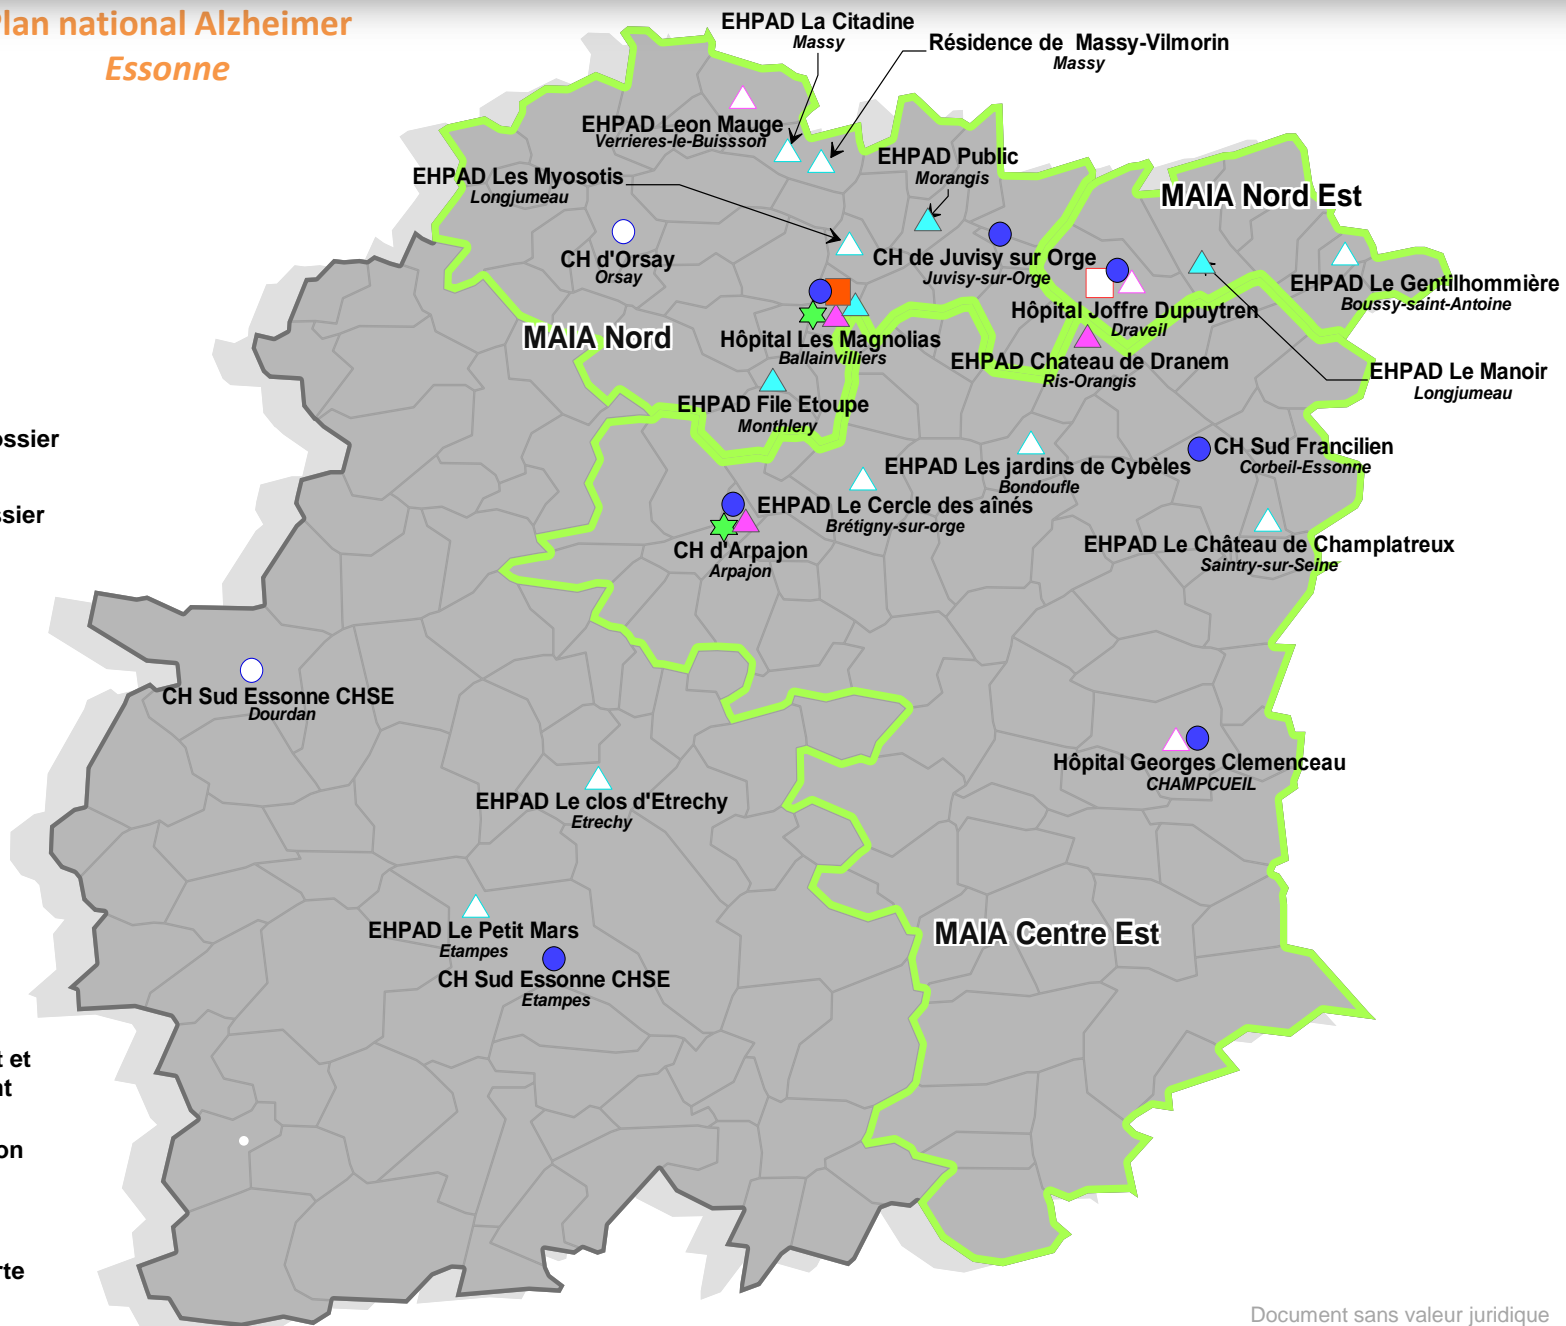 Plan national Alzheimer
Essonne
EHPAD La Citadine
Massy
Résidence de Massy-Vilmorin
Massy
EHPAD Leon Mauge
Verrieres-le-Buissson
EHPAD Public
Morangis
EHPAD Les Myosotis
Longjumeau
MAIA Nord Est
CH d'Orsay
Orsay
CH de Juvisy sur Orge
Juvisy-sur-Orge
EHPAD Le Gentilhommière
Boussy-saint-Antoine
Hôpital Joffre Dupuytren
Draveil
MAIA Nord
Hôpital Les Magnolias
Ballainvilliers
EHPAD Chateau de Dranem
Ris-Orangis
EHPAD Le Manoir
Longjumeau
EHPAD File Etoupe
Monthlery
ossier
CH Sud Francilien
Corbeil-Essonne
EHPAD Les jardins de Cybèles
Bondoufle
EHPAD Le Cercle des aînés
Brétigny-sur-orge
ssier
CH d'Arpajon
Arpajon
EHPAD Le Château de Champlatreux
Saintry-sur-Seine
CH Sud Essonne CHSE
Dourdan
Hôpital Georges Clemenceau
CHAMPCUEIL
EHPAD Le clos d'Etrechy
Etrechy
EHPAD Le Petit Mars
Etampes
MAIA Centre Est
CH Sud Essonne CHSE
Etampes
t et
nt
on
rte
Document sans valeur juridique